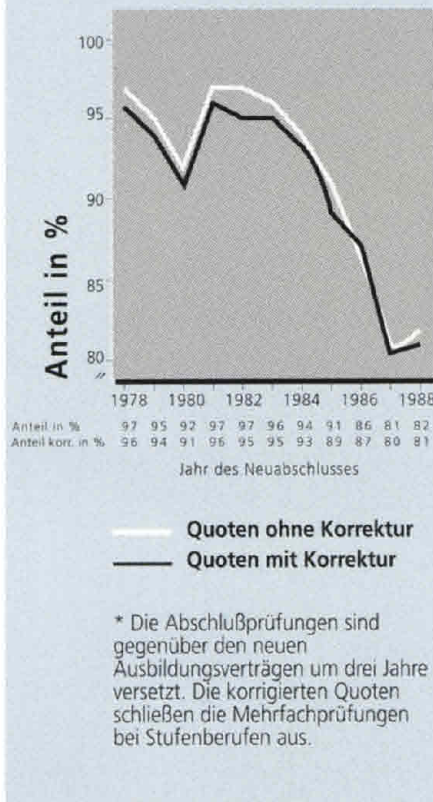 100
95
90
85
80
Anteil in %
1978 1980 1982 1984 1986 1988
Anteil in % 97 95 92 97 97 96 94 91 86 81 82
Anteil korr. in % 96 94 91 96 95 95 93 89 87 80 81
Jahr des Neuabschlusses
Quoten ohne Korrektur
Quoten mit Korrektur
* Die Abschlußprüfungen sind
gegenüber den neuen
Ausbildungsverträgen um drei Jahre
versetzt. Die korrigierten Quoten
schließen die Mehrfachprüfungen
bei Stufenberufen aus.